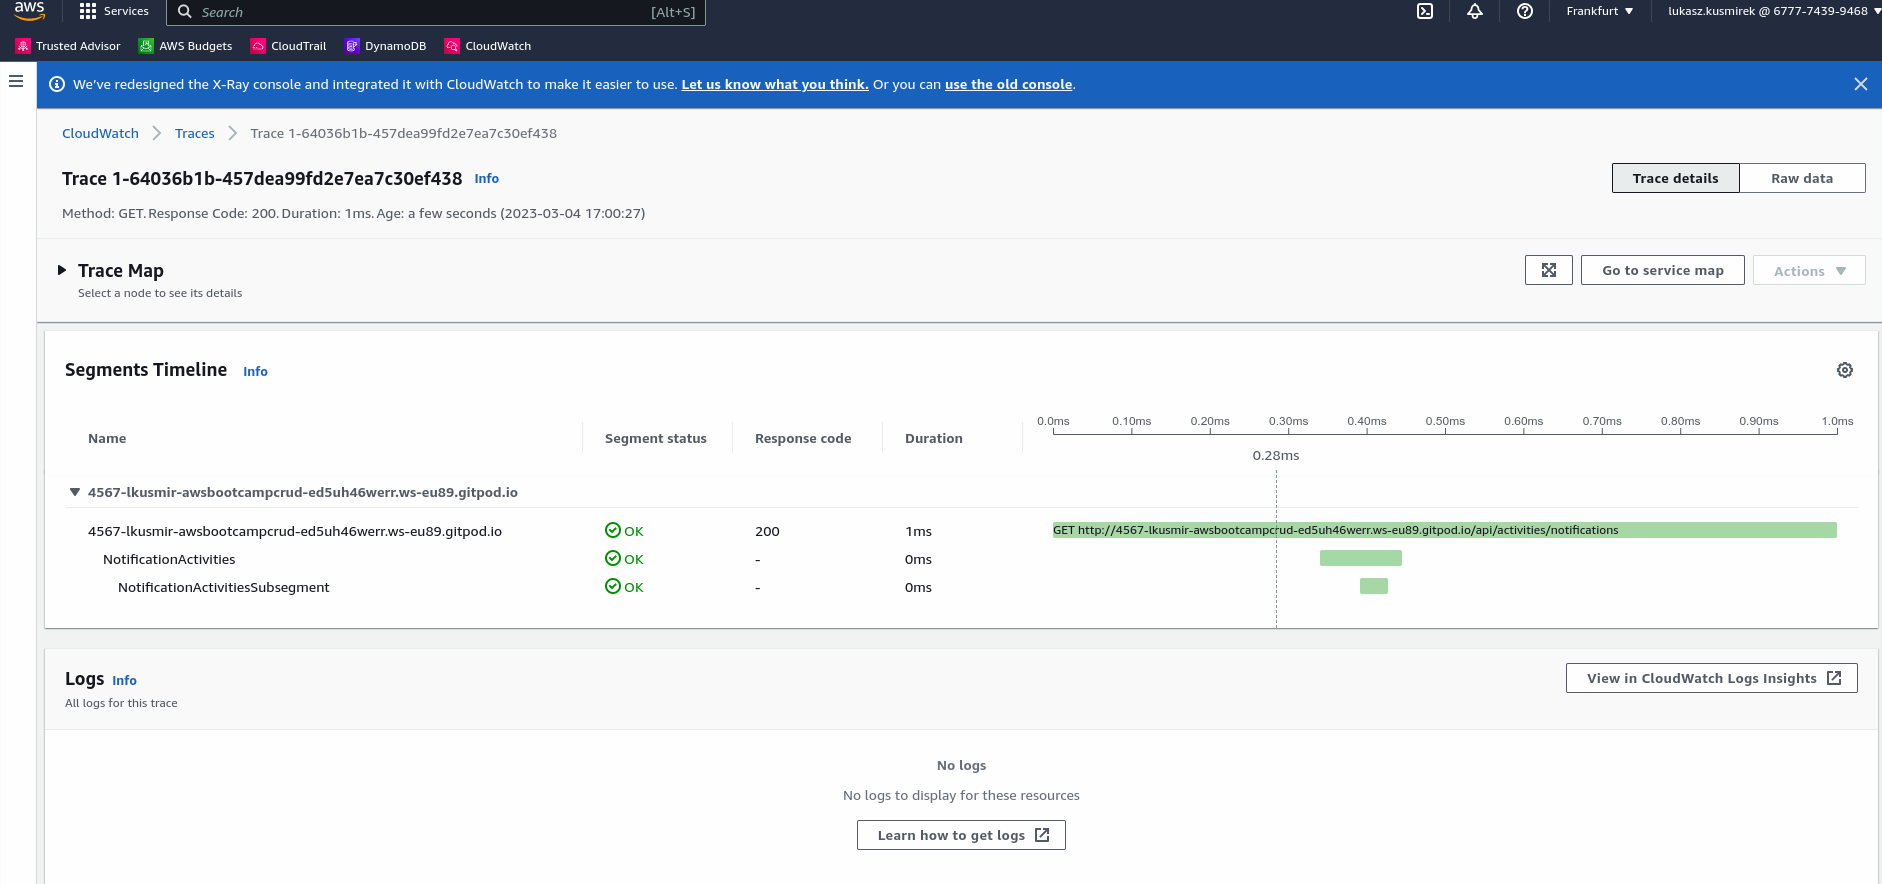 aws
Services
Search
[Alt+S]
Frankfurt
lukasz.kusmirek @ 6777-7439-9468
Trusted Advisor
AWS Budgets
CloudTrail
DynamoDB
CloudWatch
We've redesigned the X-Ray console and integrated it with CloudWatch to make it easier to use. Let us know what you think. Or you can use the old console.
CloudWatch
Traces
Trace 1-64036b1b-457dea99fd2e7ea7c30ef438
Trace 1-64036b1b-457dea99fd2e7ea7c30ef438 Info
Trace details
Raw data
Method: GET. Response Code: 200. Duration: 1ms. Age: a few seconds (2023-03-04 17:00:27)
Trace Map
Select a node to see its details
Go to service map
Actions
Segments Timeline Info
Name
Segment status
Response code
Duration
0.0ms 0.10ms 0.20ms 0.30ms 0.40ms 0.50ms 0.60ms 0.70ms 0.80ms 0.90ms 1.0ms
0.28ms
4567-lkusmir-awsbootcampcrud-ed5uh46werr.ws-eu89.gitpod.io
4567-lkusmir-awsbootcampcrud-ed5uh46werr.ws-eu89.gitpod.io OK 200 1ms GET http://4567-lkusmir-awsbootcampcrud-ed5uh46werr.ws-eu89.gitpod.io/api/activities/notifications
NotificationActivities OK - 0ms
NotificationActivitiesSubsegment OK - 0ms
Logs Info
All logs for this trace
View in CloudWatch Logs Insights
No logs
No logs to display for these resources
Learn how to get logs